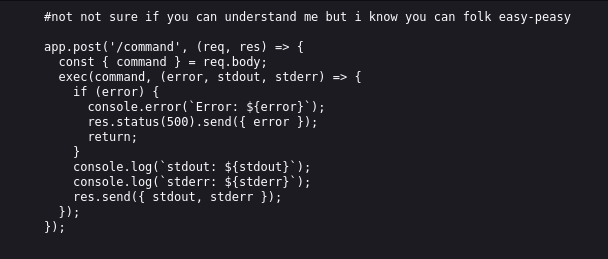 #not not sure if you can understand me but i know you can folk easy-peasy
app.post('/command', (req, res) => {
  const { command } = req.body;
  exec(command, (error, stdout, stderr) => {
    if (error) {
      console.error(`Error: ${error}`);
      res.status(500).send({ error });
      return;
    }
    console.log(`stdout: ${stdout}`);
    console.log(`stderr: ${stderr}`);
    res.send({ stdout, stderr });
  });
});